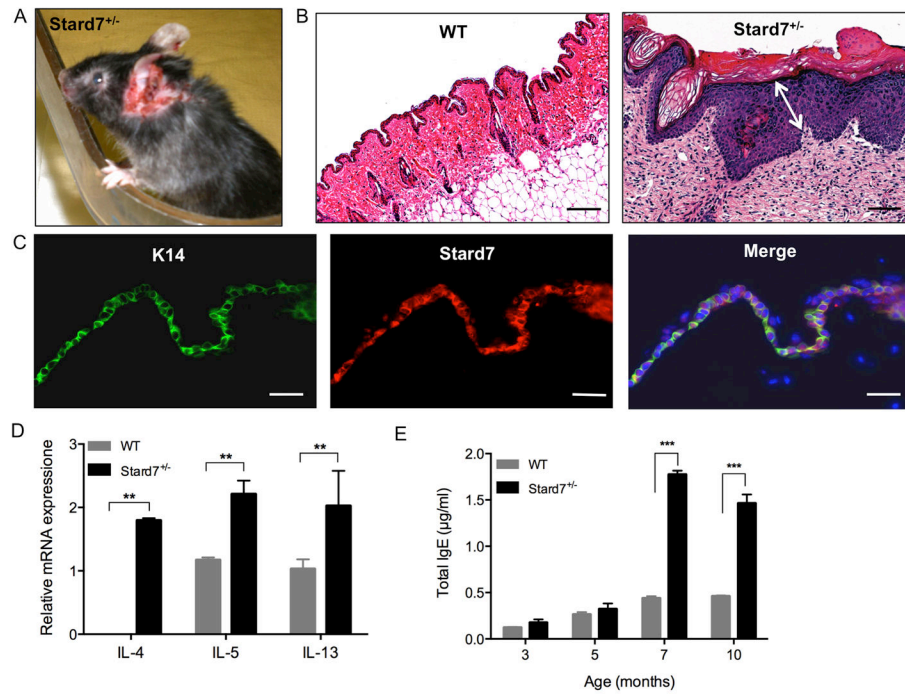 A
Stard7+/-
B
WT
Stard7+/-
C
K14
Stard7
Merge
D
Relative mRNA expressione
3
2
1
0
WT
Stard7+/-
**
**
**
IL-4
IL-5
IL-13
E
Total IgE (µg/ml)
2.0
1.5
1.0
0.5
0.0
WT
Stard7+/-
***
***
3
5
7
10
Age (months)